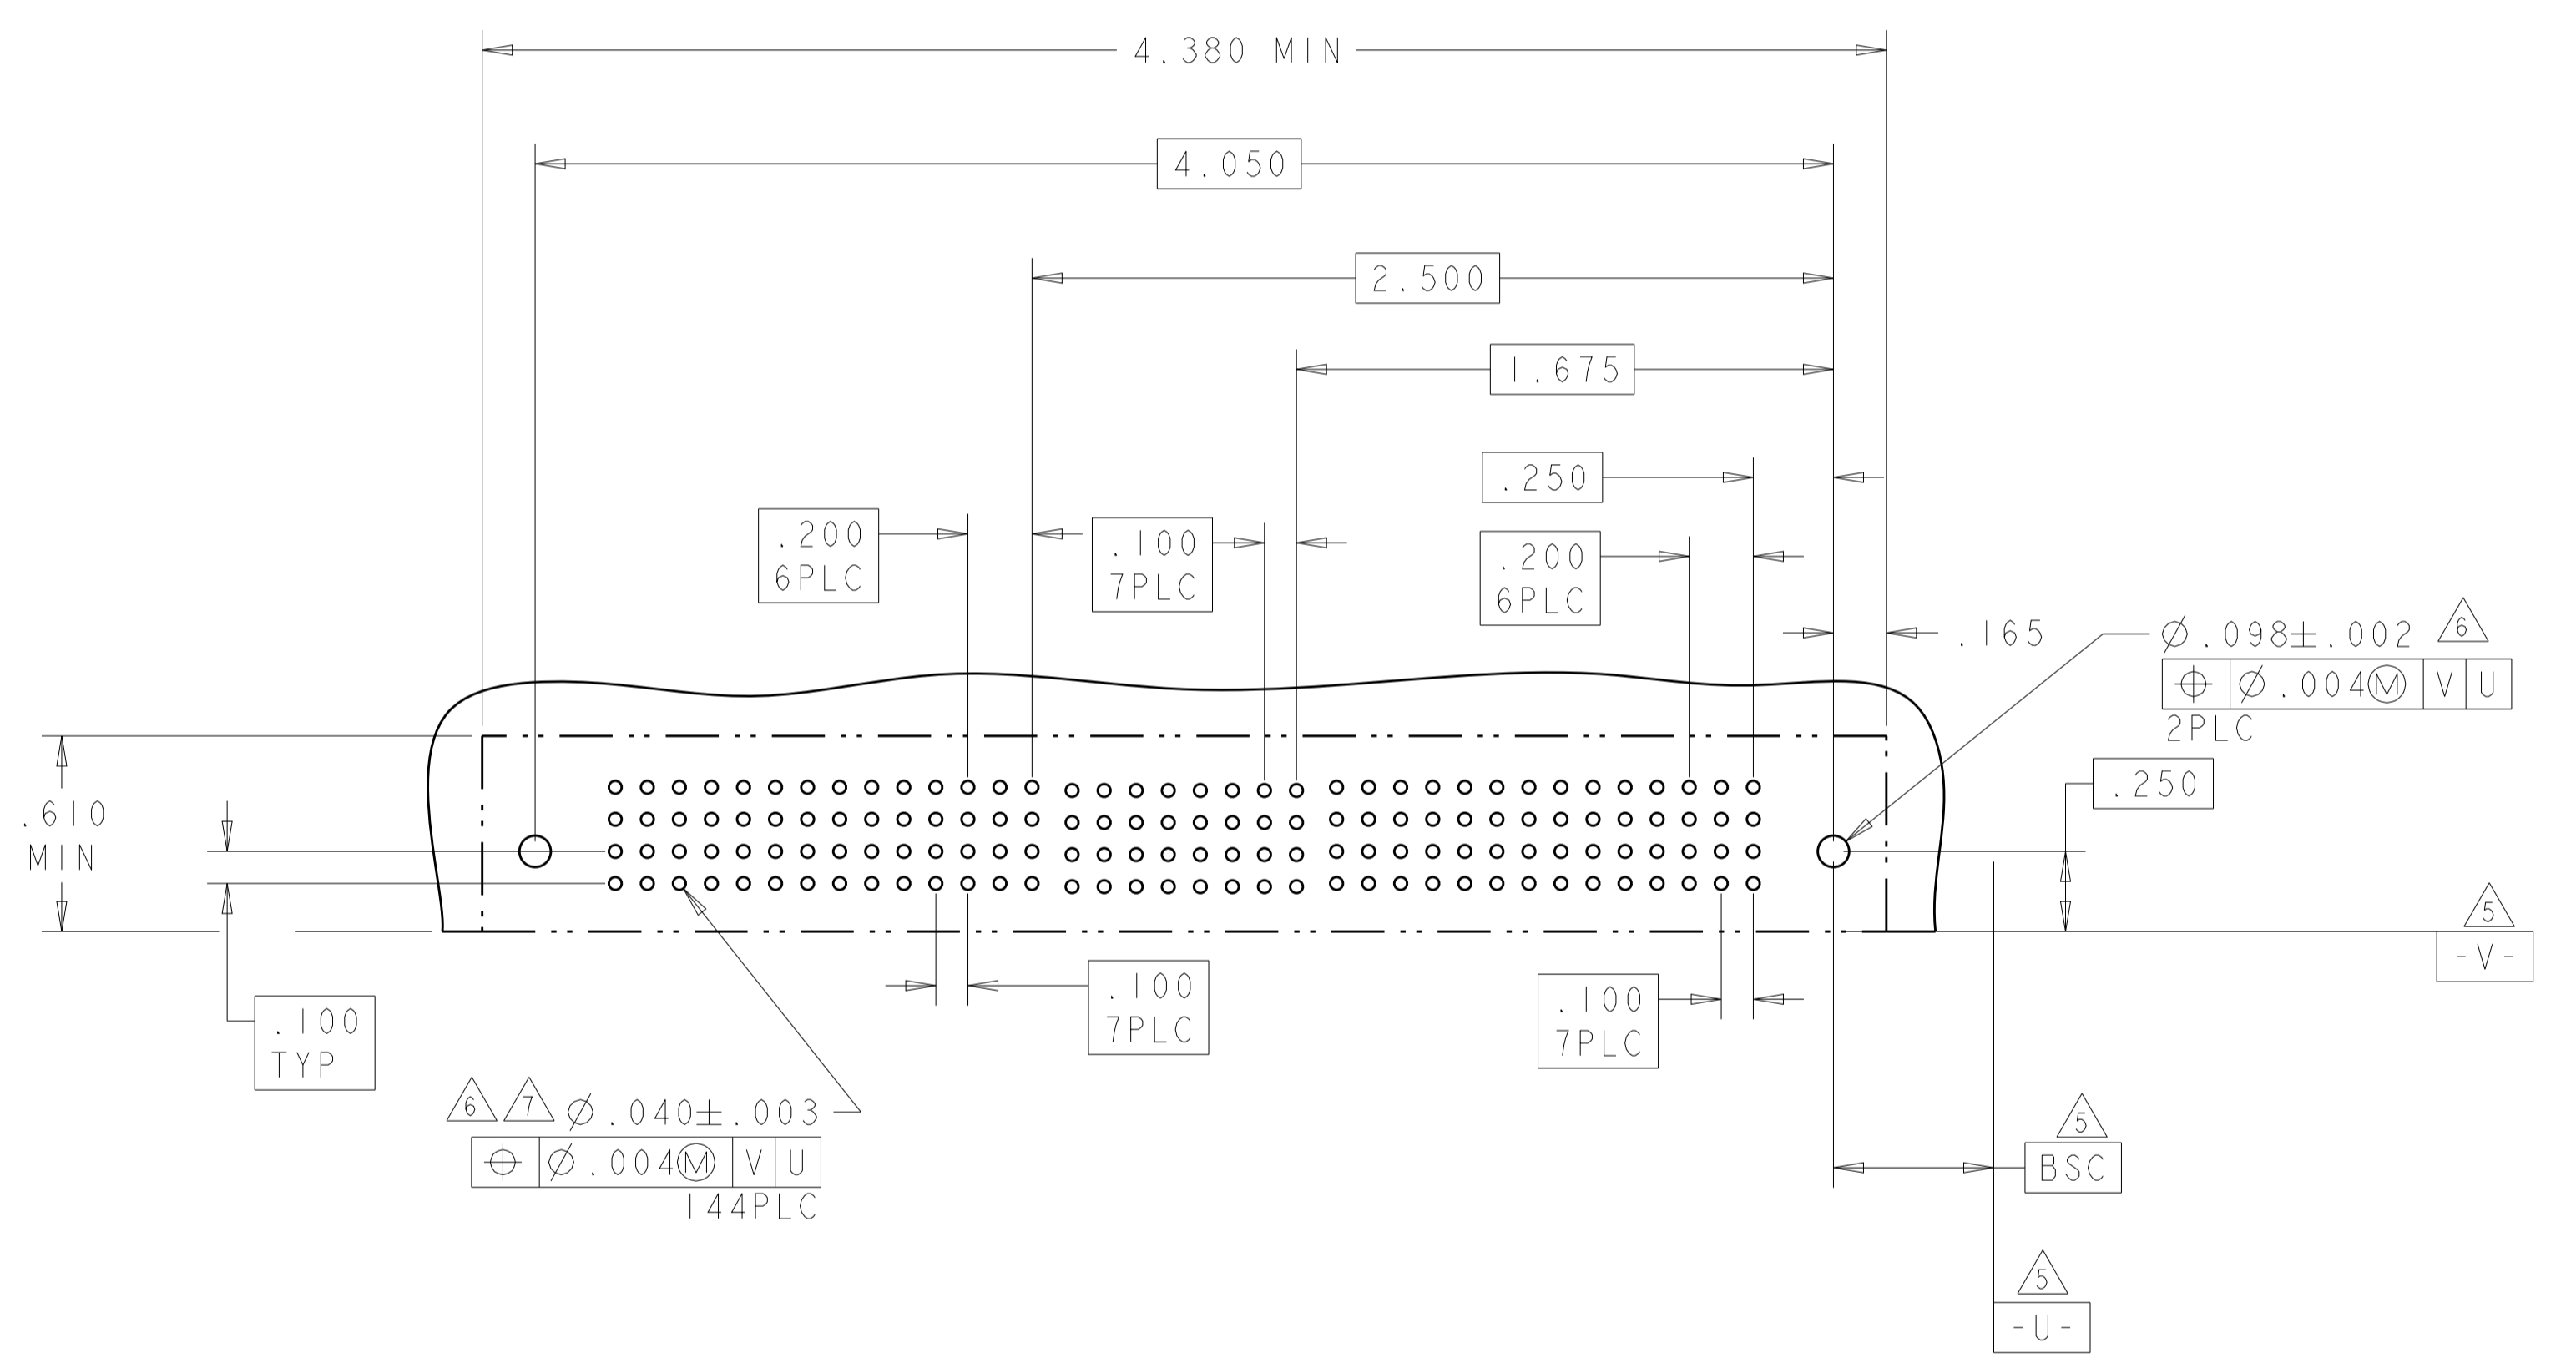 4.380 MIN
4.050
2.500
1.675
.250
.200
6PLC
.100
7PLC
.200
6PLC
.165
Ø.098±.002 6
⌖ Ø.004Ⓜ V U
2PLC
.250
.610
MIN
5
-V-
.100
7PLC
.100
7PLC
.100
TYP
6 7 Ø.040±.003
⌖ Ø.004Ⓜ V U
144PLC
5
BSC
5
-U-